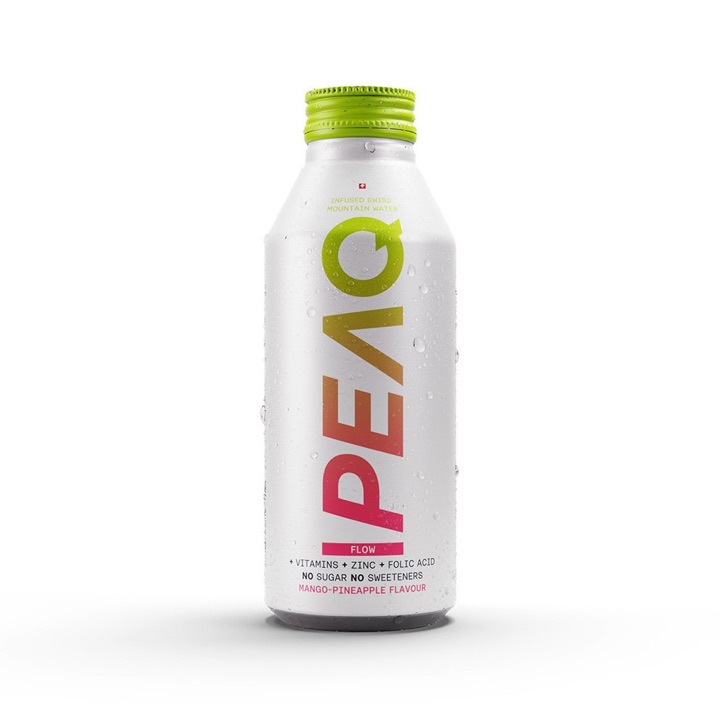 INFUSED SWISS
MOUNTAIN WATER
PEAQ
FLOW
+ VITAMINS + ZINC + FOLIC ACID
NO SUGAR NO SWEETENERS
MANGO-PINEAPPLE FLAVOUR